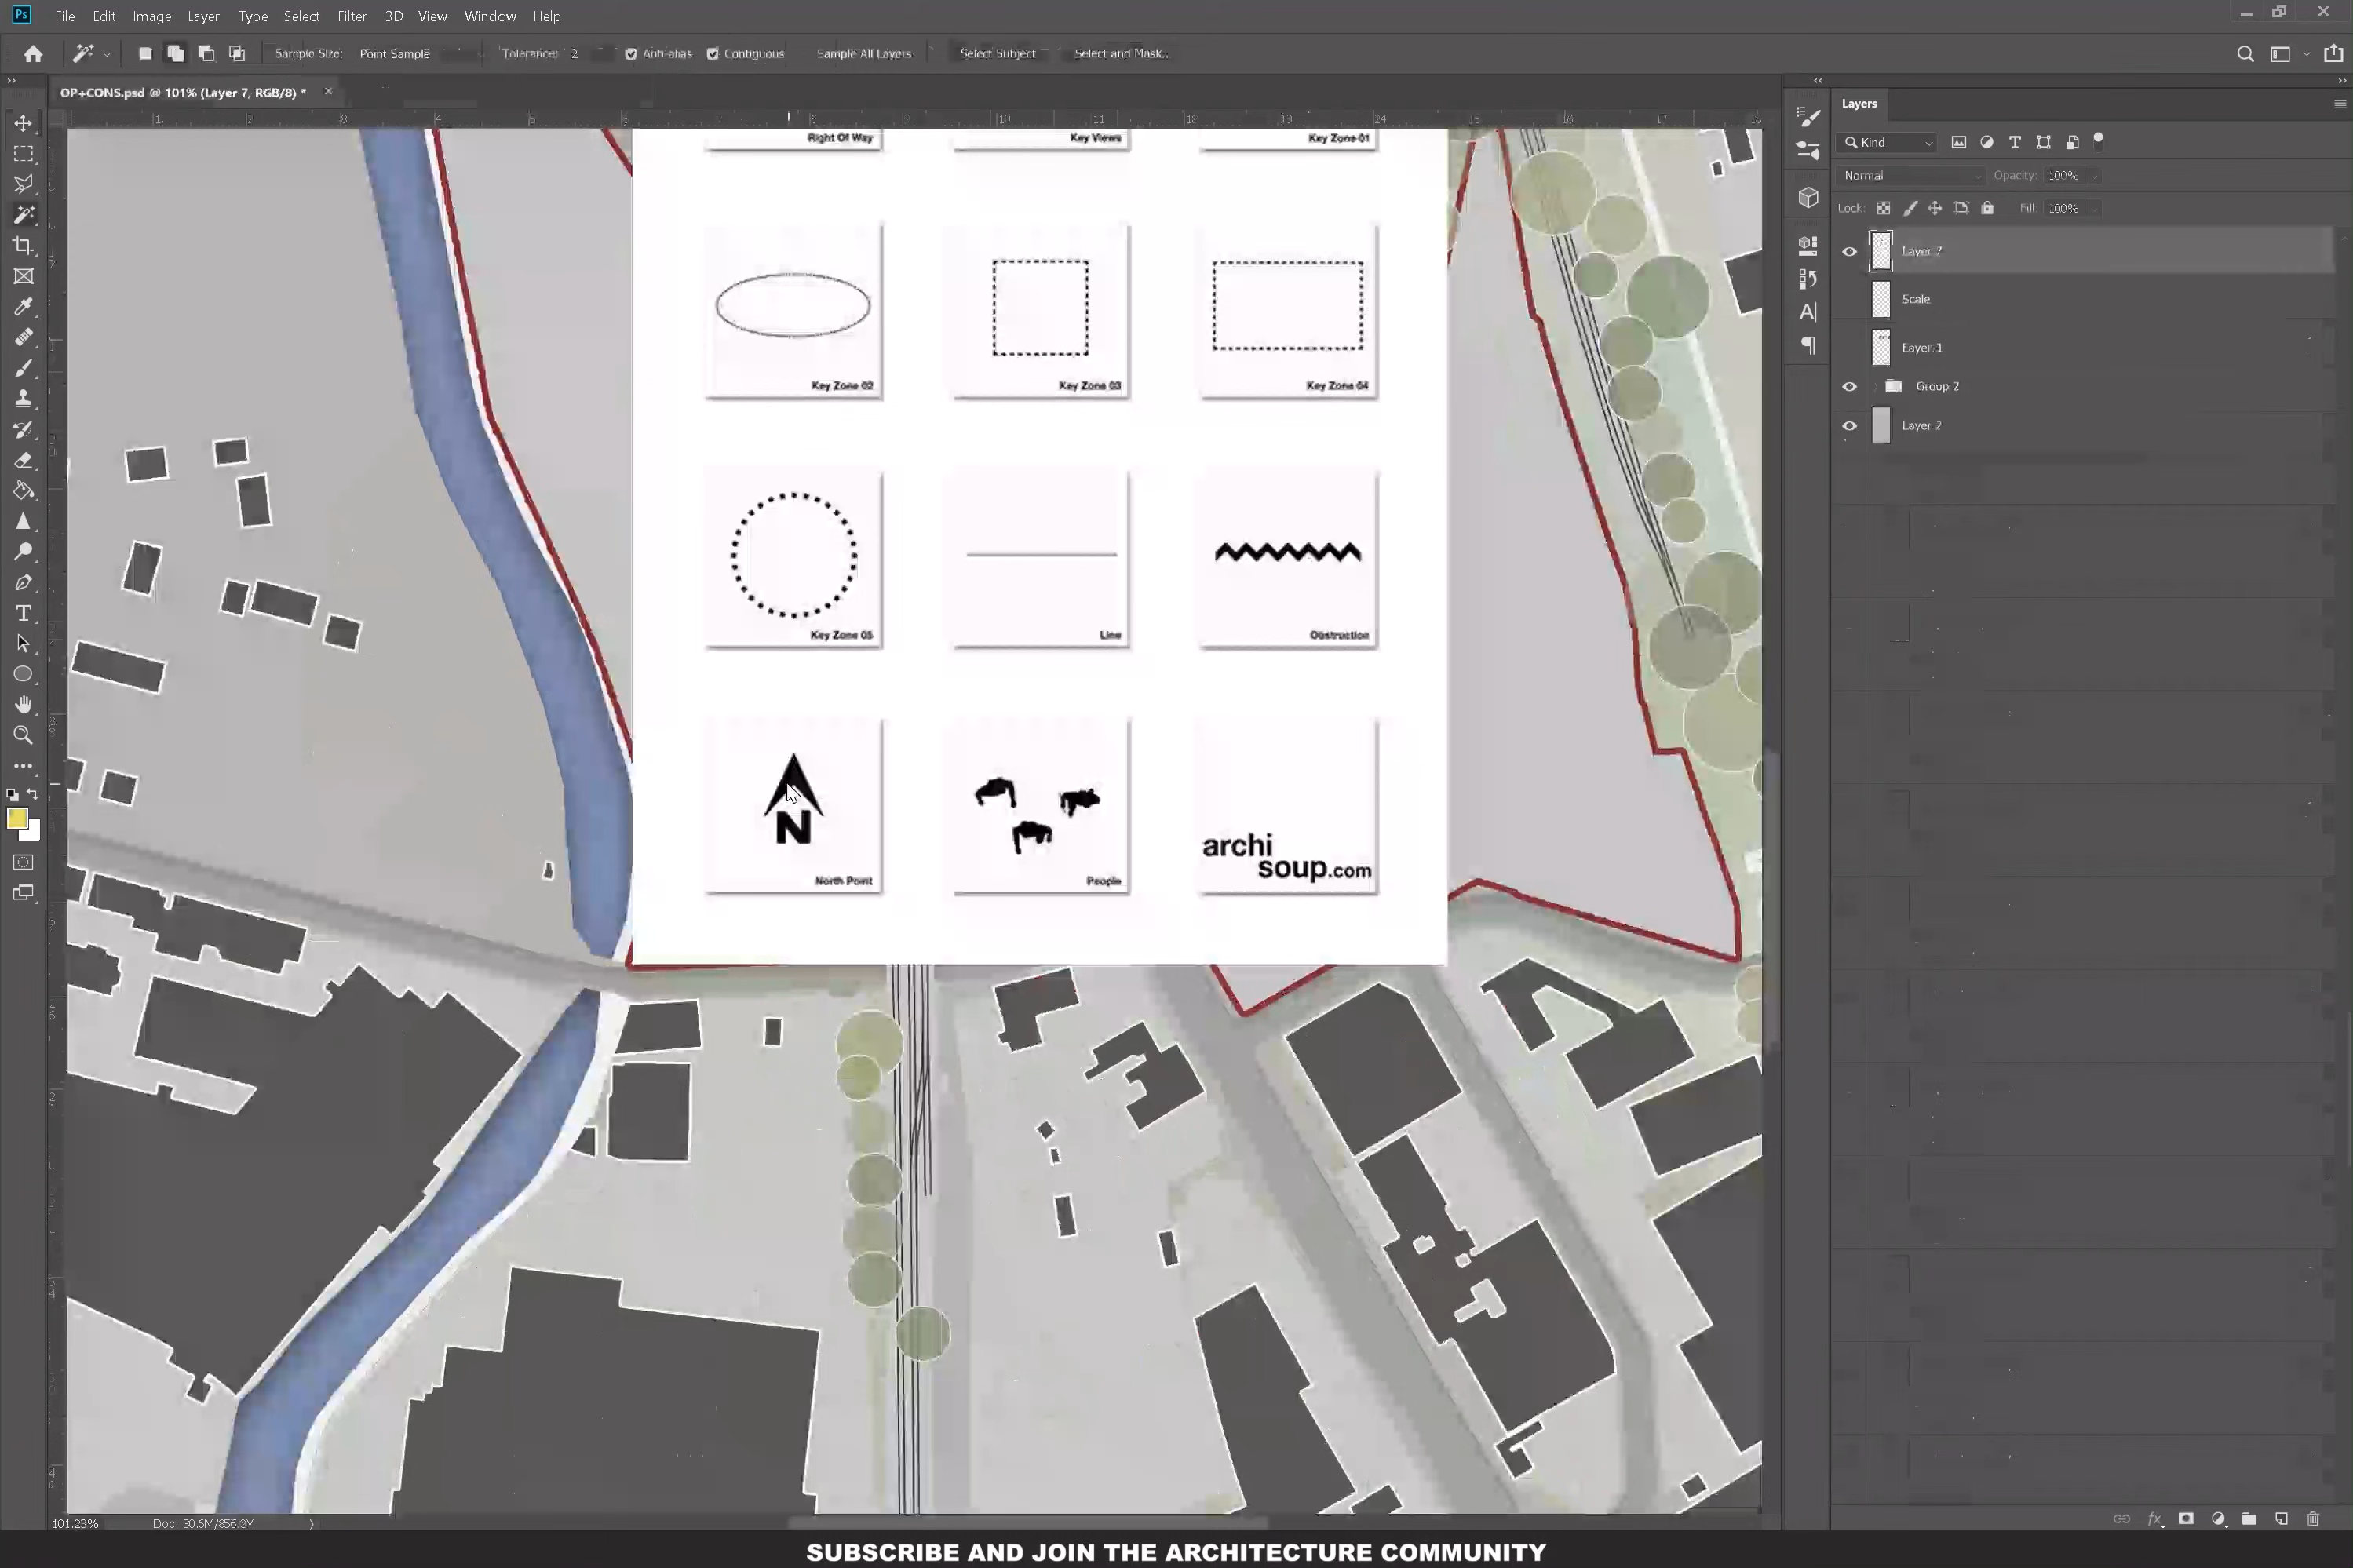 Ps File Edit Image Layer Type Select Filter 3D View Window Help
Sample Size: Point Sample Tolerance: 2 Anti-alias Contiguous Sample All Layers Select Subject Select and Mask...
OP+CONS.psd @ 101% (Layer 7, RGB/8) *
Layers
Kind
Normal Opacity: 100%
Lock: Fill: 100%
Layer 7
Scale
Layer 1
Group 2
Layer 2
Right Of Way Key Views Key Zone 01
Key Zone 02 Key Zone 03 Key Zone 04
Key Zone 05 Line Obstruction
N
North Point People
archi
soup.com
101.23% Doc: 30.6M/856.9M
SUBSCRIBE AND JOIN THE ARCHITECTURE COMMUNITY